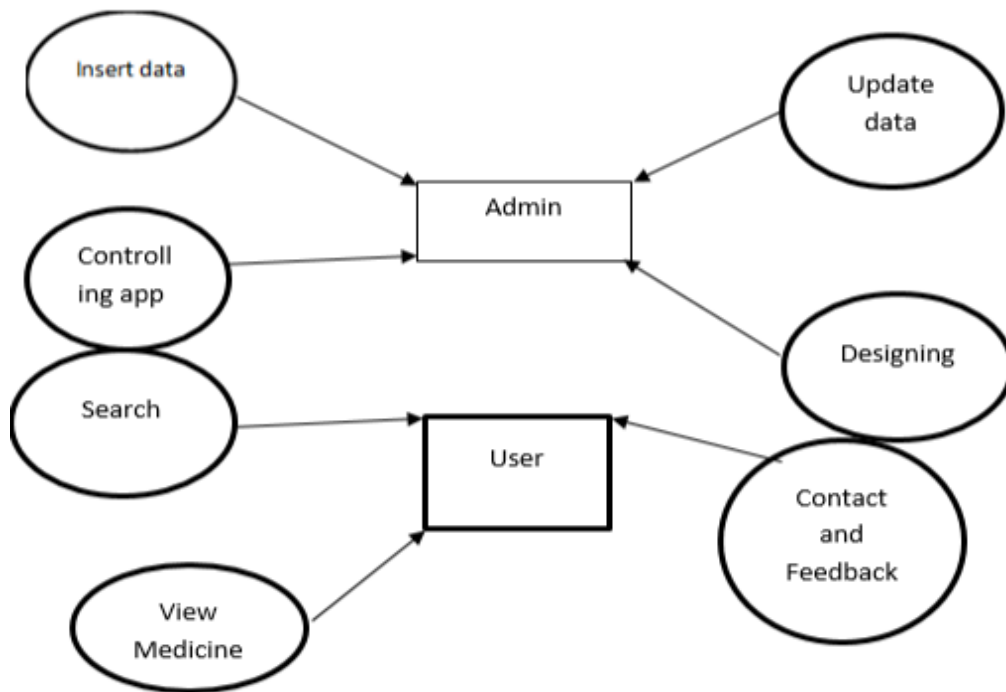 Insert data
Update
data
Admin
Controll
ing app
Designing
Search
User
Contact
and
Feedback
View
Medicine